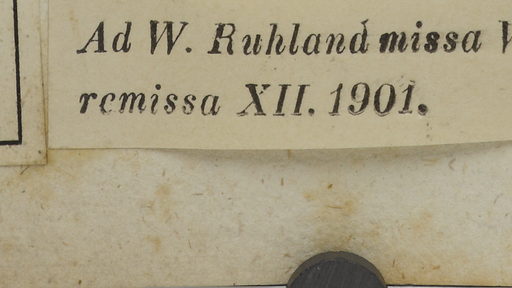 Ad W. Ruhland missa V
remissa XII. 1901.